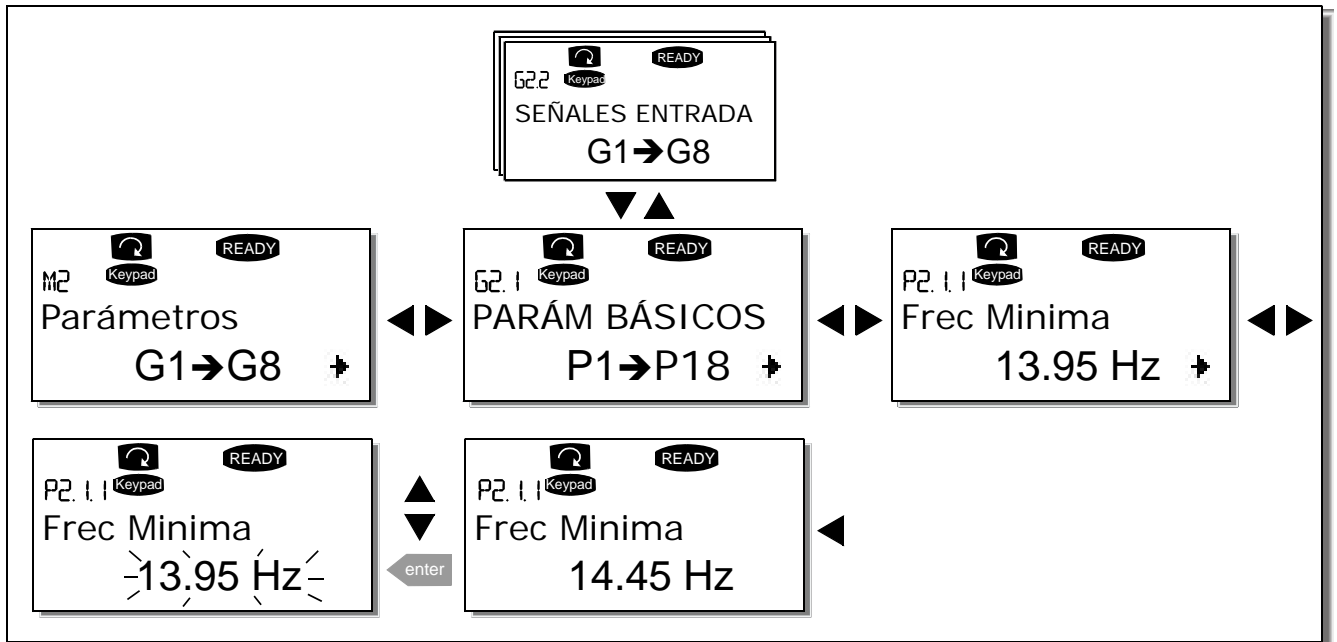 READY
G2.2 Keypad
SEÑALES ENTRADA
G1➔G8
READY
M2 Keypad
Parámetros
G1➔G8
READY
G2.1 Keypad
PARÁM BÁSICOS
P1➔P18
READY
P2.1.1 Keypad
Frec Minima
13.95 Hz
READY
P2.1.1 Keypad
Frec Minima
13.95 Hz
enter
READY
P2.1.1 Keypad
Frec Minima
14.45 Hz